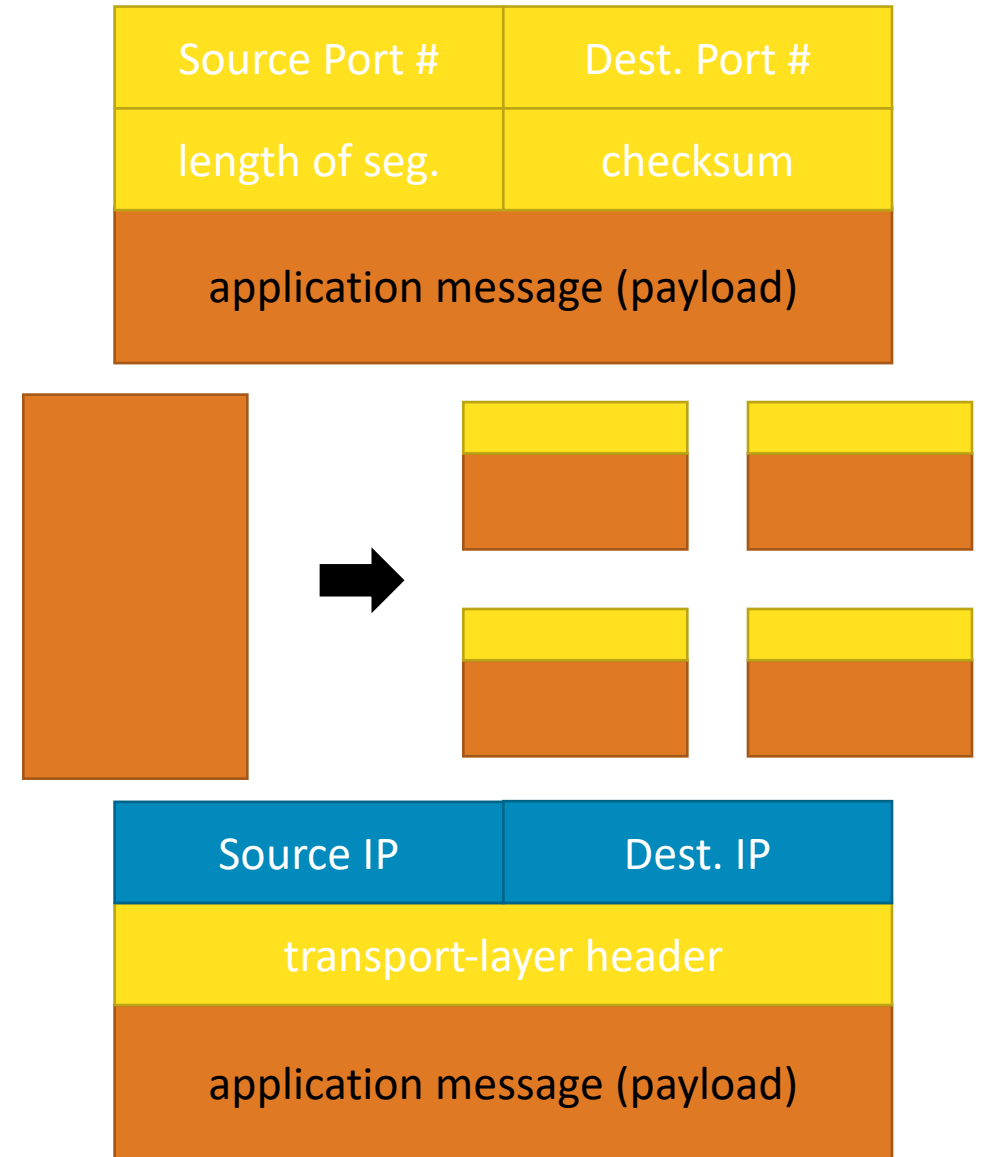 Source Port # Dest. Port #
length of seg. checksum
application message (payload)
Source IP Dest. IP
transport-layer header
application message (payload)